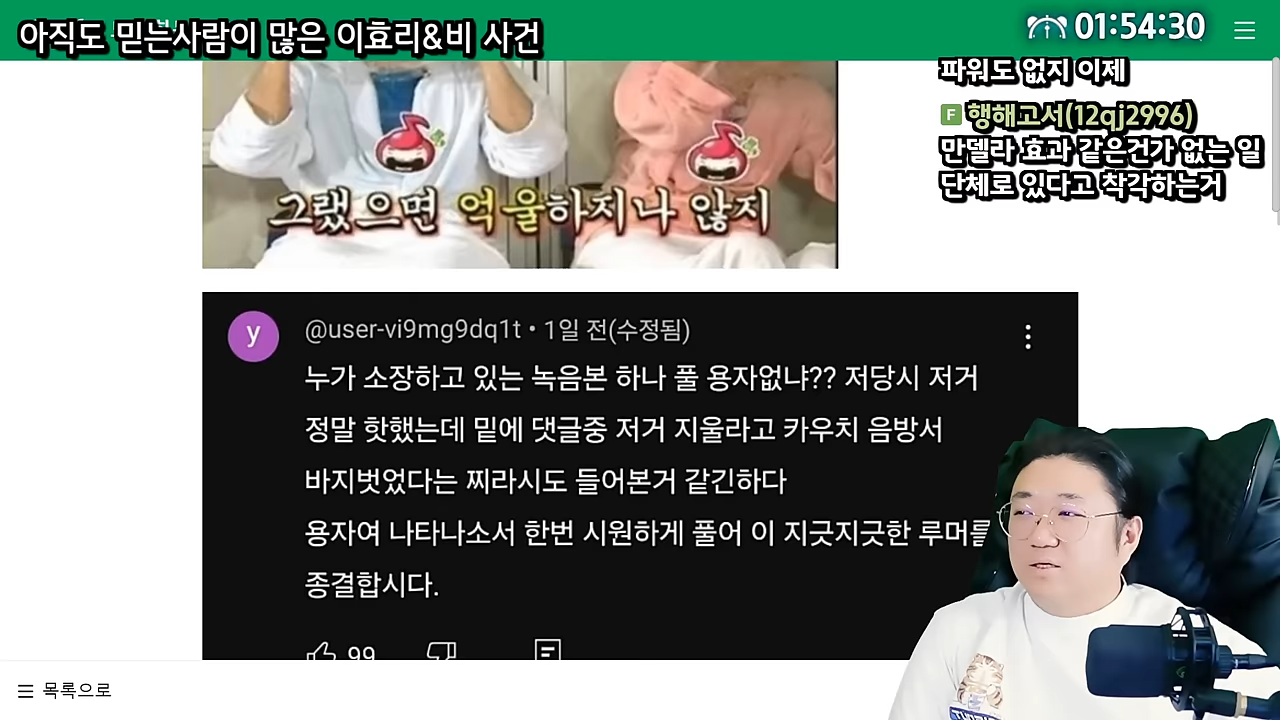 아직도 믿는사람이 많은 이효리&비 사건
01:54:30
파워도 없지 이제
F 행해고서(12qj2996)
만델라 효과 같은건가 없는 일
단체로 있다고 착각하는거
그랬으면 억울하지나 않지
y
@user-vi9mg9dq1t • 1일 전(수정됨)
누가 소장하고 있는 녹음본 하나 풀 용자없냐?? 저당시 저거
정말 핫했는데 밑에 댓글중 저거 지울라고 카우치 음방서
바지벗었다는 찌라시도 들어본거 같긴하다
용자여 나타나소서 한번 시원하게 풀어 이 지긋지긋한 루머를
종결합시다.
99
목록으로